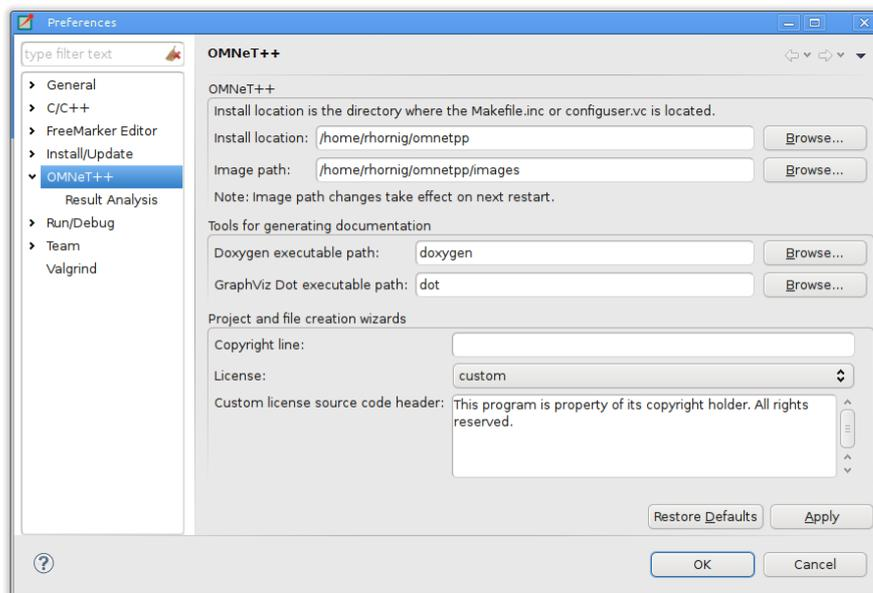 Preferences
type filter text
General
C/C++
FreeMarker Editor
Install/Update
OMNeT++
Result Analysis
Run/Debug
Team
Valgrind
OMNeT++
OMNeT++
Install location is the directory where the Makefile.inc or configuser.vc is located.
Install location: /home/rhornig/omnetpp Browse...
Image path: /home/rhornig/omnetpp/images Browse...
Note: Image path changes take effect on next restart.
Tools for generating documentation
Doxygen executable path: doxygen Browse...
GraphViz Dot executable path: dot Browse...
Project and file creation wizards
Copyright line:
License: custom
Custom license source code header: This program is property of its copyright holder. All rights
reserved.
Restore Defaults Apply
OK Cancel